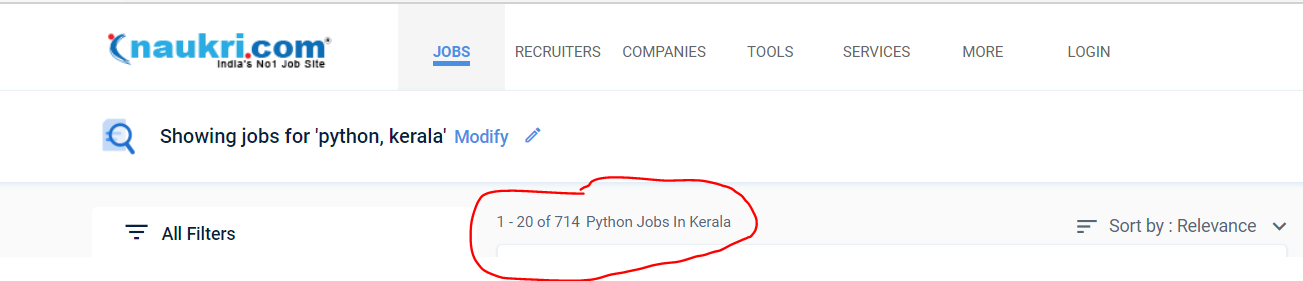 naukri.com
India's No1 Job Site
JOBS RECRUITERS COMPANIES TOOLS SERVICES MORE LOGIN
Showing jobs for 'python, kerala' Modify
1 - 20 of 714 Python Jobs In Kerala
All Filters
Sort by : Relevance